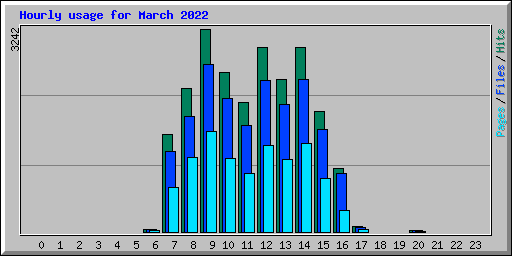 Hourly usage for March 2022
3242
Pages/Files/Hits
0 1 2 3 4 5 6 7 8 9 10 11 12 13 14 15 16 17 18 19 20 21 22 23